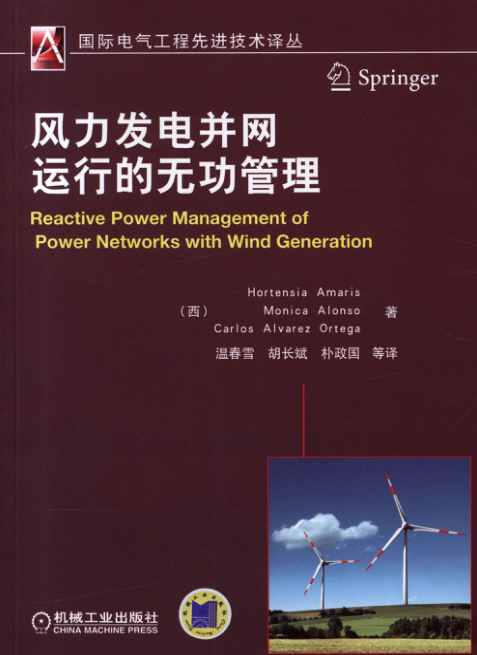 国际电气工程先进技术译丛
Springer
风力发电并网
运行的无功管理
Reactive Power Management of
Power Networks with Wind Generation
Hortensia Amaris
(西) Monica Alonso 著
Carlos Alvarez Ortega
温春雪 胡长斌 朴政国 等译
机械工业出版社
CHINA MACHINE PRESS